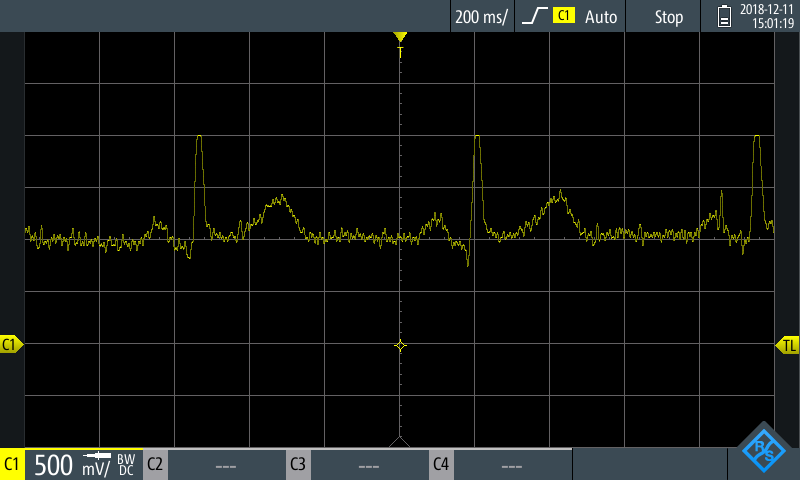 200 ms/ C1 Auto Stop 2018-12-11
15:01:19
T
C1 TL
R&S
C1 500 mV/ BW C2 --- C3 --- C4 ---
DC